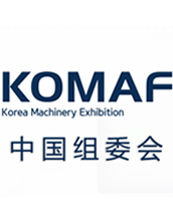 KOMAF
Korea Machinery Exhibition
中国组委会